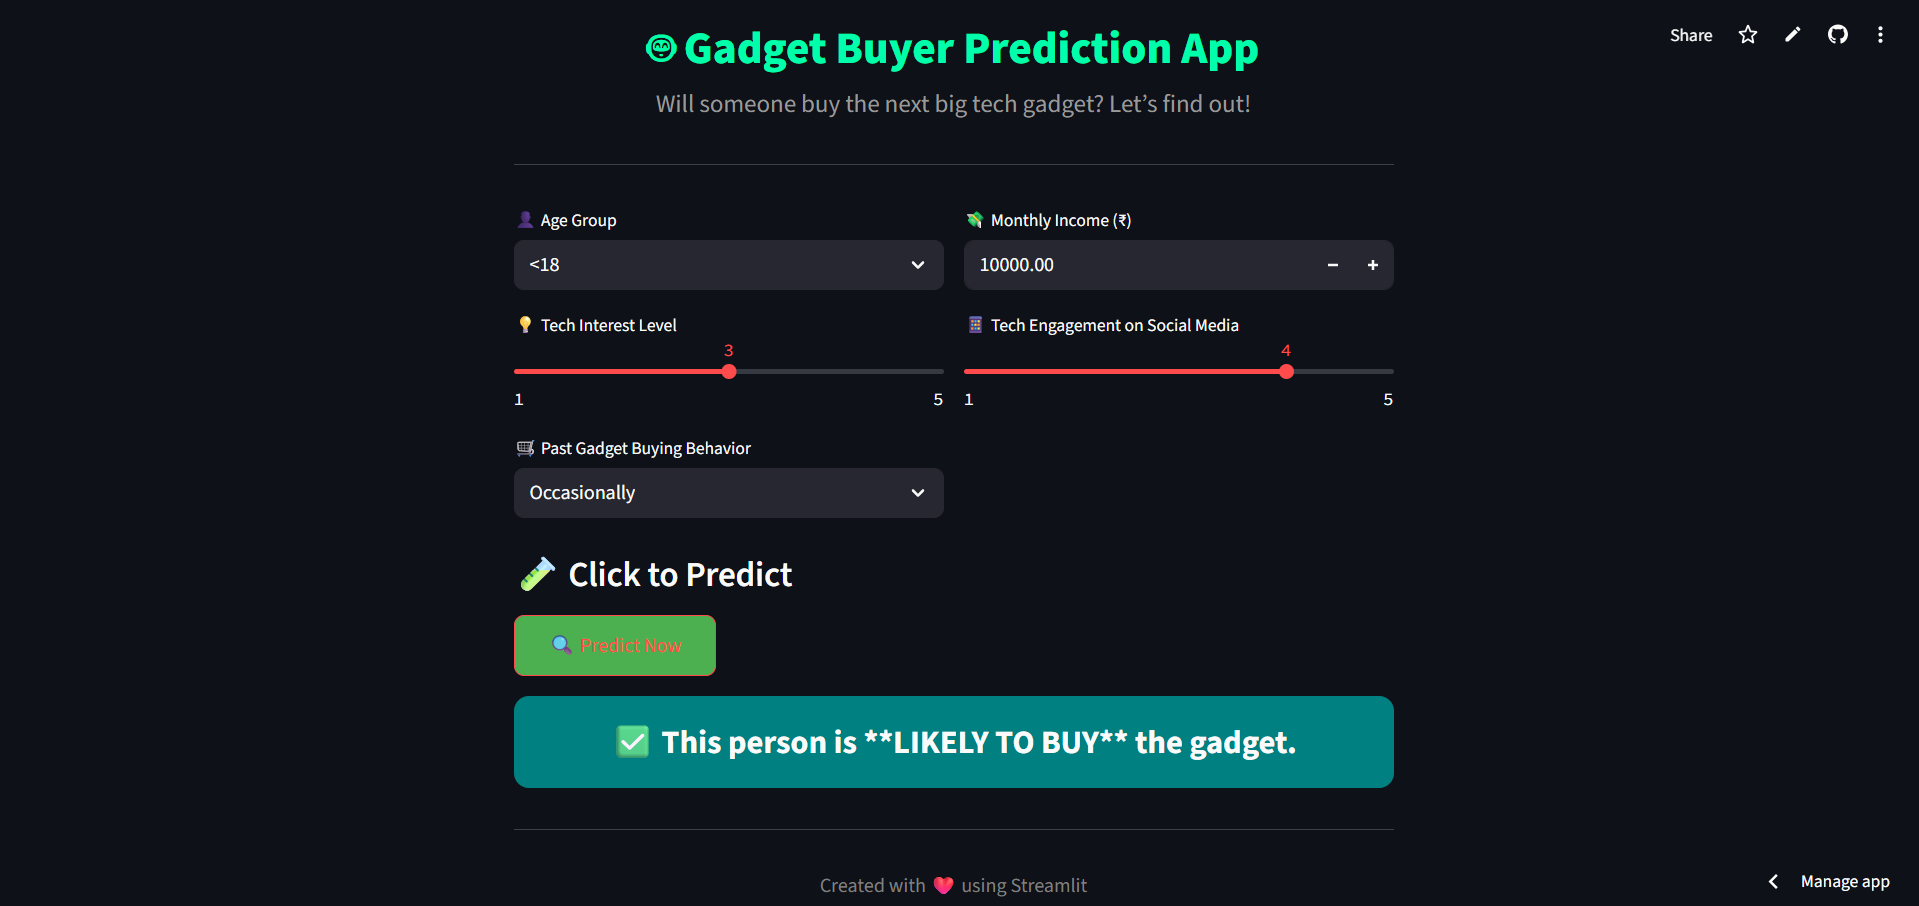 Share
Gadget Buyer Prediction App
Will someone buy the next big tech gadget? Let’s find out!
Age Group
<18
Monthly Income (₹)
10000.00
Tech Interest Level
3
1
5
Tech Engagement on Social Media
4
1
5
Past Gadget Buying Behavior
Occasionally
Click to Predict
Predict Now
This person is **LIKELY TO BUY** the gadget.
Created with ❤️ using Streamlit
Manage app